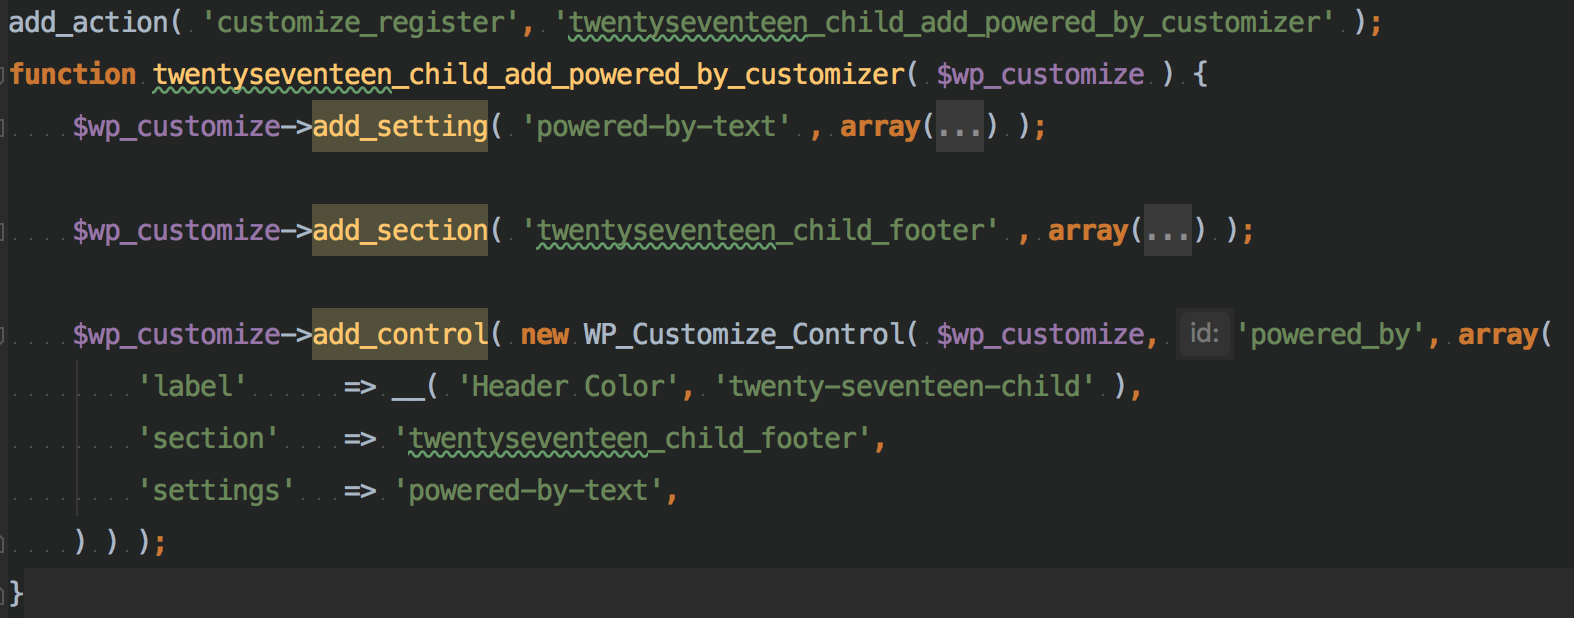 add_action( 'customize_register', 'twentyseventeen_child_add_powered_by_customizer' );
function twentyseventeen_child_add_powered_by_customizer( $wp_customize ) {
    $wp_customize->add_setting( 'powered-by-text' , array(...) );
    $wp_customize->add_section( 'twentyseventeen_child_footer' , array(...) );
    $wp_customize->add_control( new WP_Customize_Control( $wp_customize, id: 'powered_by', array(
        'label'      => __( 'Header Color', 'twenty-seventeen-child' ),
        'section'    => 'twentyseventeen_child_footer',
        'settings'   => 'powered-by-text',
    ) ) );
}